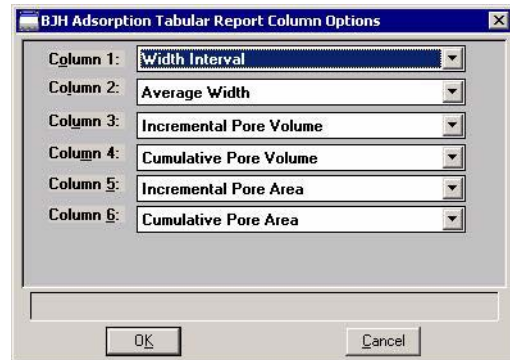 BJH Adsorption Tabular Report Column Options
Column 1: Width Interval
Column 2: Average Width
Column 3: Incremental Pore Volume
Column 4: Cumulative Pore Volume
Column 5: Incremental Pore Area
Column 6: Cumulative Pore Area
OK Cancel